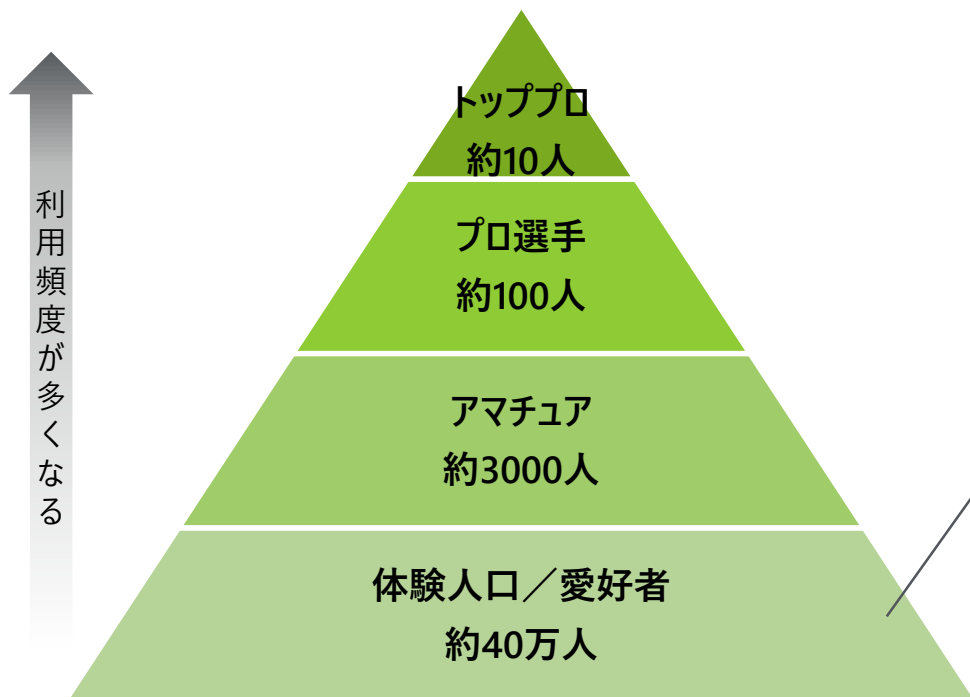 利用頻度が多くなる
トッププロ
約10人
プロ選手
約100人
アマチュア
約3000人
体験人口／愛好者
約40万人